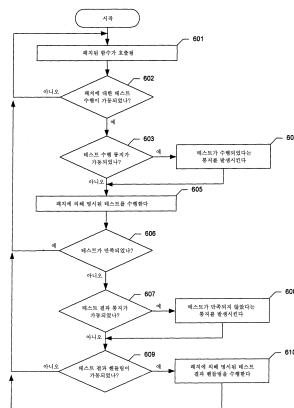 시작
601
패치된 함수가 호출됨
602
패치에 대한 테스트
수행이 가동되었나?
아니오
예
603
테스트 수행 통지가
가동되었나?
예
테스트가 수행되었다는
통지를 발생시킨다
아니오
605
패치에 의해 명시된 테스트를 수행한다
606
테스트가 만족되었나?
예
아니오
607
테스트 결과 통지가
가동되었나?
예
테스트가 만족되지 않았다는
통지를 발생시킨다
아니오
609
테스트 결과 핸들링이
가동되었나?
아니오
예
610
패치에 의해 명시된 테스트
결과 핸들링을 수행한다